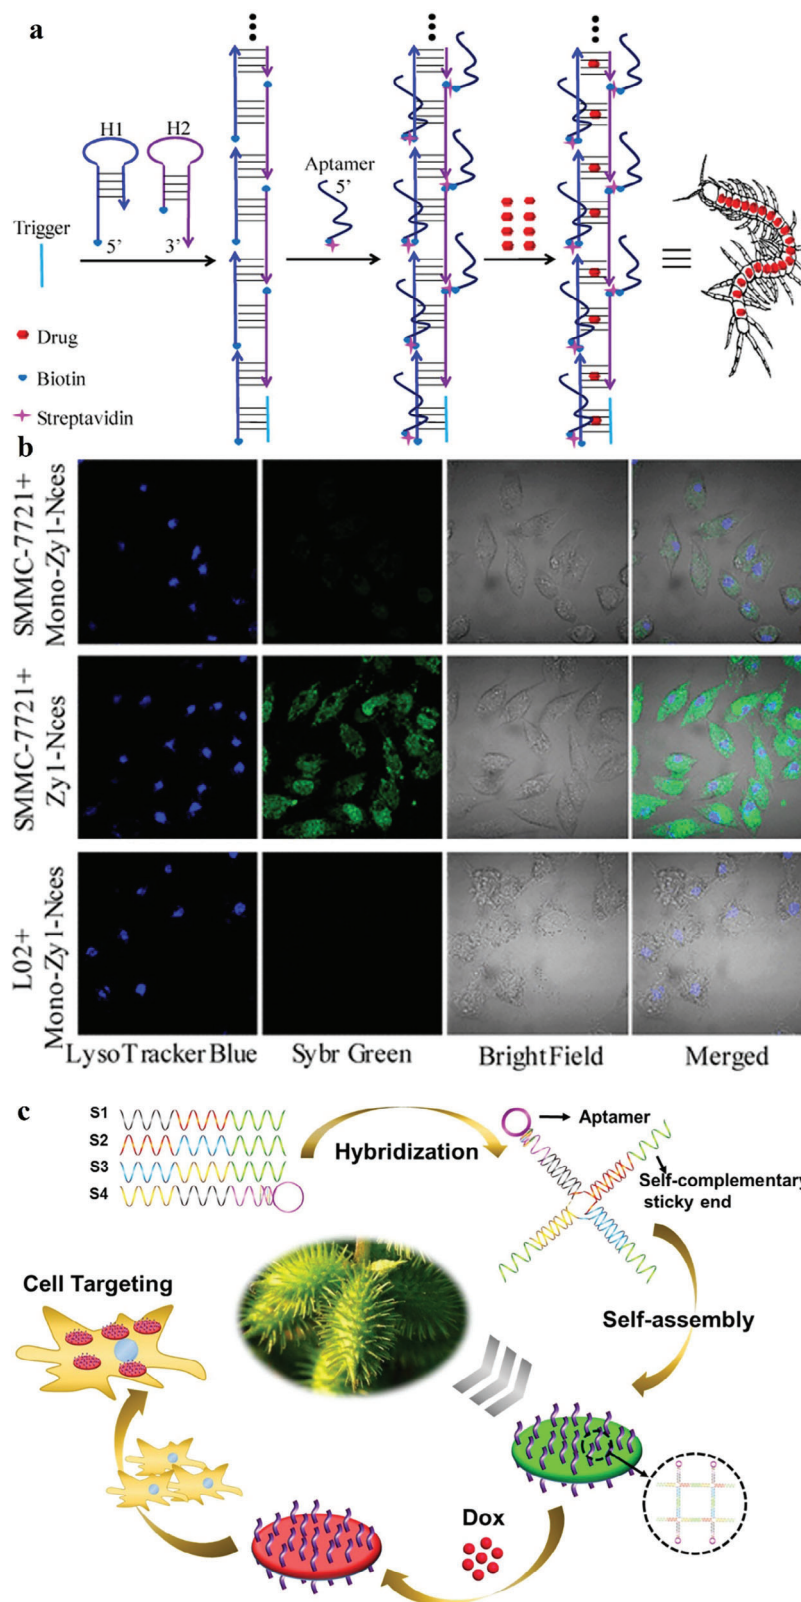 a
H1
H2
5'
3'
Trigger
Aptamer
5'
Drug
Biotin
Streptavidin
b
SMMC-7721+
Mono-Zy1-Nces
SMMC-7721+
Zy1-Nces
L02+
Mono-Zy1-Nces
LysoTracker Blue
Sybr Green
Bright Field
Merged
c
S1
S2
S3
S4
Hybridization
Aptamer
Self-complementary
sticky end
Cell Targeting
Self-assembly
Dox